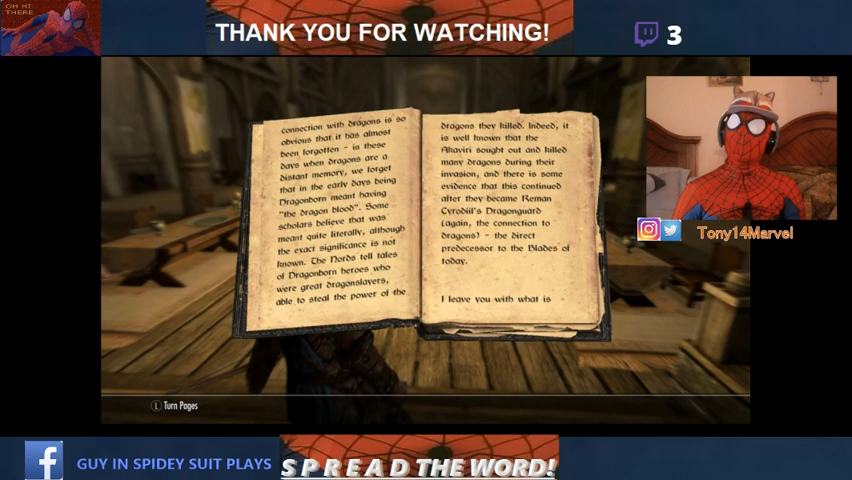 OH HI
THERE
THANK YOU FOR WATCHING!
3
connection with dragons is so
obvious that it has almost
been forgotten - in these
days when dragons are a
distant memory, we forget
that in the early days being
Dragonborn meant having
"the dragon blood". Some
scholars believe that was
meant quite literally, although
the exact significance is not
known. The Nords tell tales
of Dragonborn heroes who
were great dragonslayers,
able to steal the power of the
dragons they killed. Indeed, it
is well known that the
Akaviri sought out and killed
many dragons during their
invasion, and there is some
evidence that this continued
after they became Reman
Cyrodiil's Dragonguard
(again, the connection to
dragons) - the direct
predecessor to the Blades of
today.
I leave you with what is
Tony14Marvel
L Turn Pages
GUY IN SPIDEY SUIT PLAYS
SPREAD THE WORD!